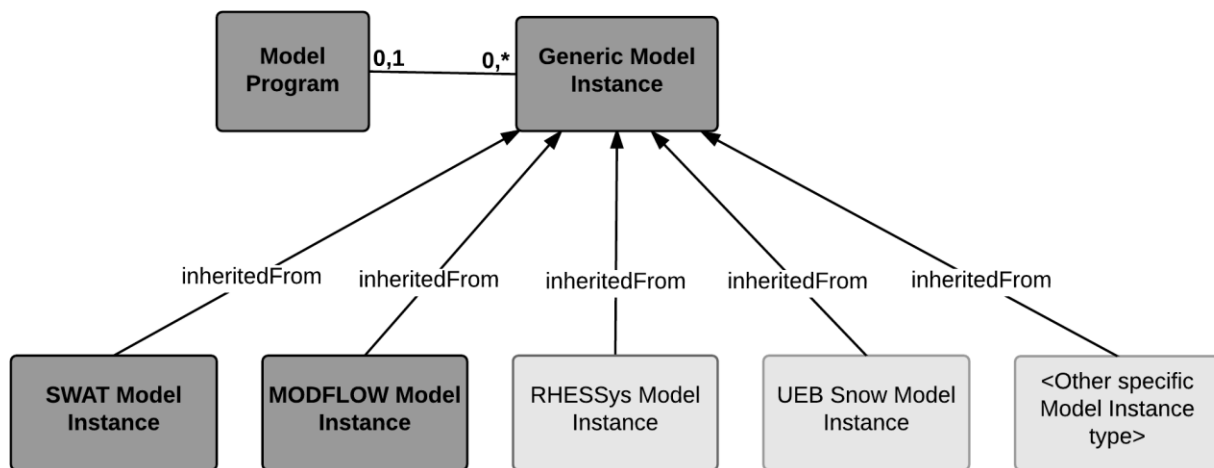 Model
Program
0,1
0,*
Generic Model
Instance
inheritedFrom
inheritedFrom
inheritedFrom
inheritedFrom
inheritedFrom
SWAT Model
Instance
MODFLOW Model
Instance
RHESSys Model
Instance
UEB Snow Model
Instance
<Other specific
Model Instance
type>